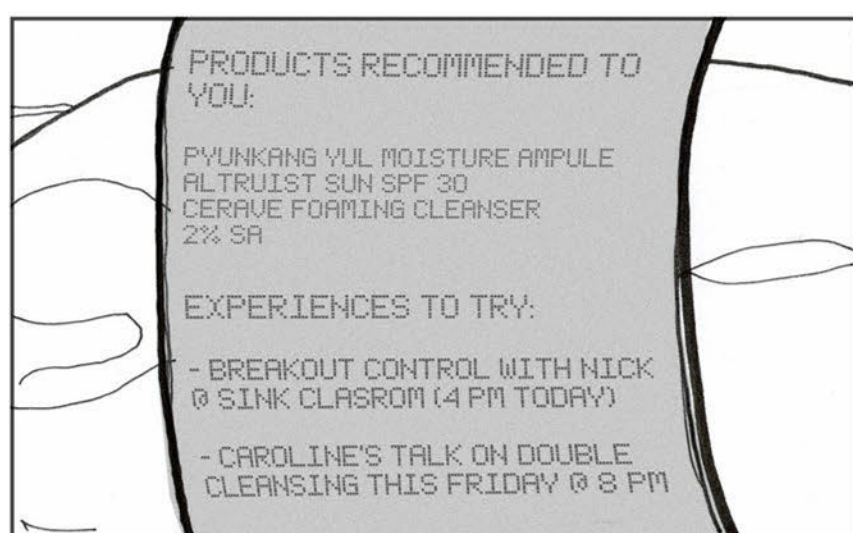 PRODUCTS RECOMMENDED TO
YOU:
PYUNKANG YUL MOISTURE AMPULE
ALTRUIST SUN SPF 30
CERAVE FOAMING CLEANSER
2% SA
EXPERIENCES TO TRY:
- BREAKOUT CONTROL WITH NICK
@ SINK CLASROM (4 PM TODAY)
- CAROLINE'S TALK ON DOUBLE
CLEANSING THIS FRIDAY @ 8 PM